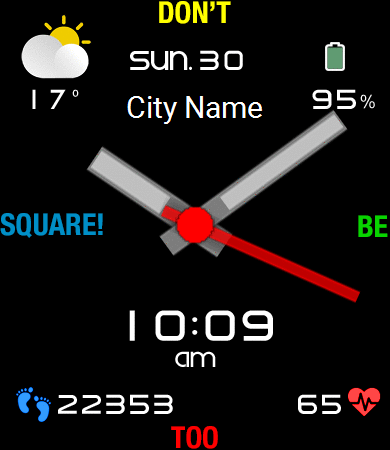 DON'T
SUN. 30
17°
City Name
95%
SQUARE!
BE
10:09
am
22353
65
TOO